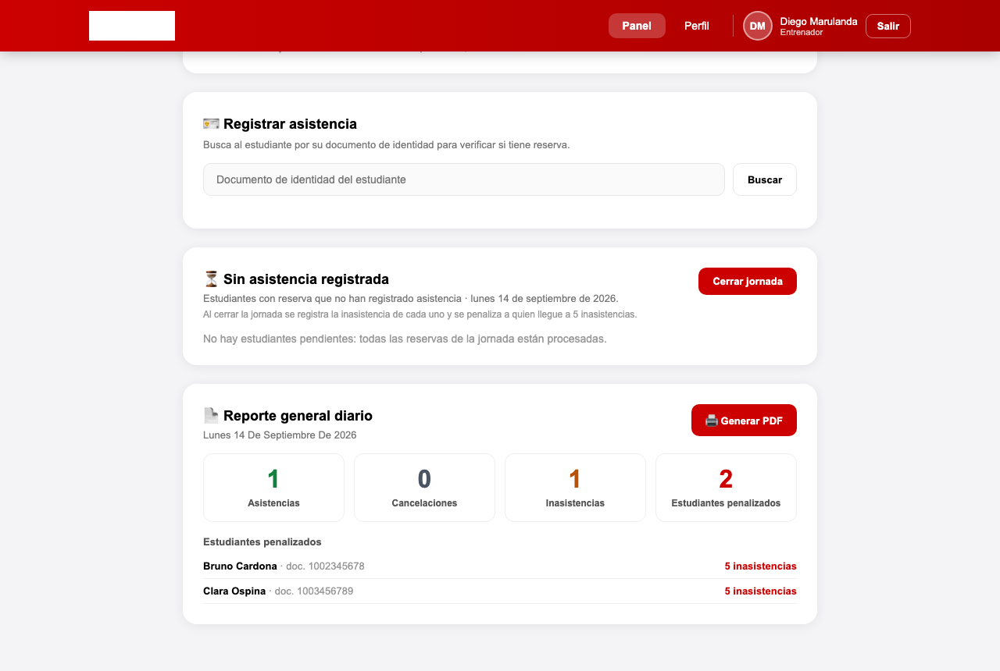 Panel
Perfil
DM
Diego Marulanda
Entrenador
Salir
Registrar asistencia
Busca al estudiante por su documento de identidad para verificar si tiene reserva.
Documento de identidad del estudiante
Buscar
Sin asistencia registrada
Cerrar jornada
Estudiantes con reserva que no han registrado asistencia · lunes 14 de septiembre de 2026.
Al cerrar la jornada se registra la inasistencia de cada uno y se penaliza a quien llegue a 5 inasistencias.
No hay estudiantes pendientes: todas las reservas de la jornada están procesadas.
Reporte general diario
Generar PDF
Lunes 14 De Septiembre De 2026
1
Asistencias
0
Cancelaciones
1
Inasistencias
2
Estudiantes penalizados
Estudiantes penalizados
Bruno Cardona · doc. 1002345678
5 inasistencias
Clara Ospina · doc. 1003456789
5 inasistencias